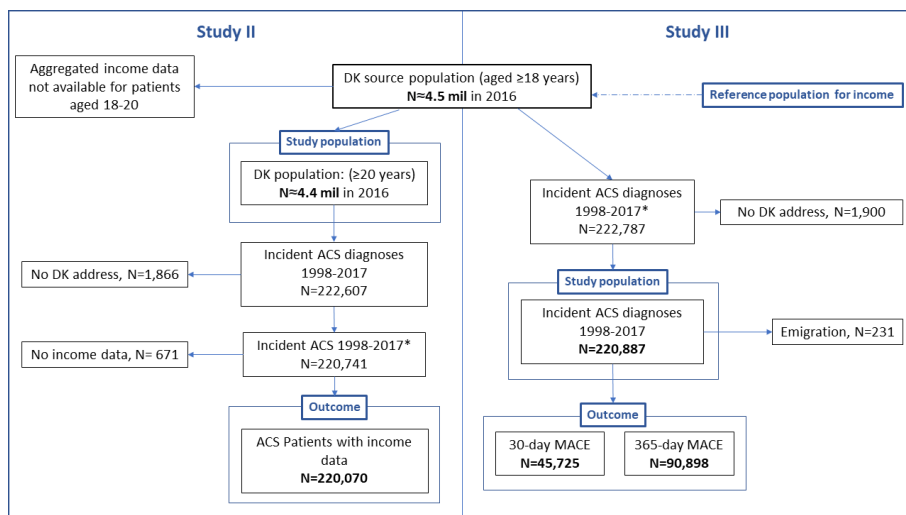 Study II
Study III
Aggregated income data
not available for patients
aged 18-20
DK source population (aged ≥18 years)
N≈4.5 mil in 2016
Reference population for income
Study population
DK population: (≥20 years)
N≈4.4 mil in 2016
Incident ACS diagnoses
1998-2017*
N=222,787
No DK address, N=1,900
Incident ACS diagnoses
1998-2017
N=222,607
No DK address, N=1,866
Study population
Incident ACS diagnoses
1998-2017
N=220,887
Emigration, N=231
No income data, N= 671
Incident ACS 1998-2017*
N=220,741
Outcome
ACS Patients with income
data
N=220,070
Outcome
30-day MACE
N=45,725
365-day MACE
N=90,898